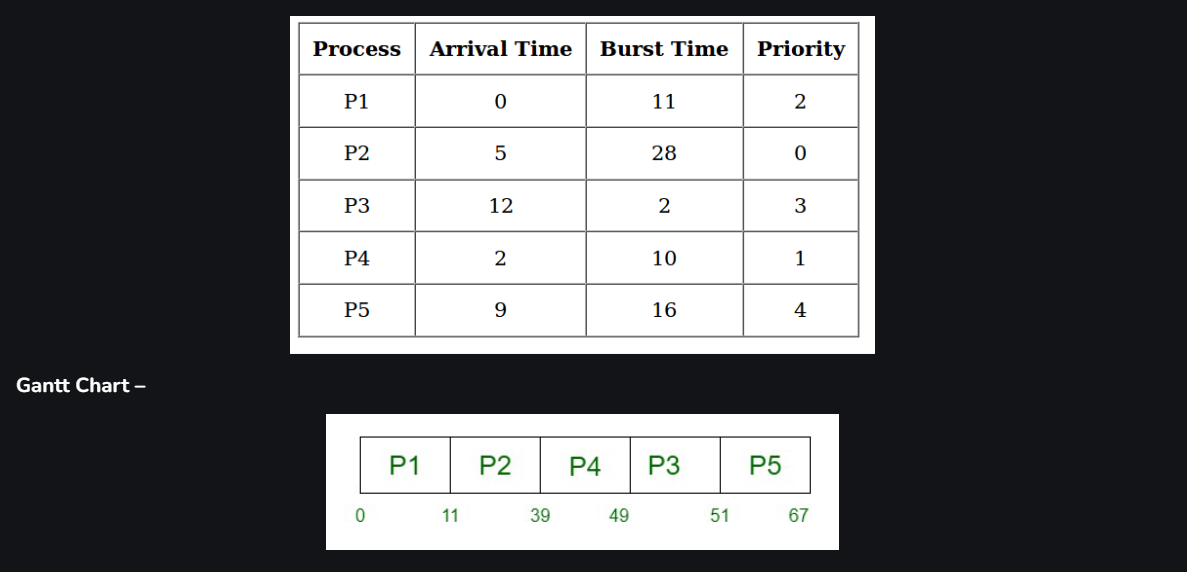 Process Arrival Time Burst Time Priority
P1 0 11 2
P2 5 28 0
P3 12 2 3
P4 2 10 1
P5 9 16 4
Gantt Chart –
P1 P2 P4 P3 P5
0 11 39 49 51 67